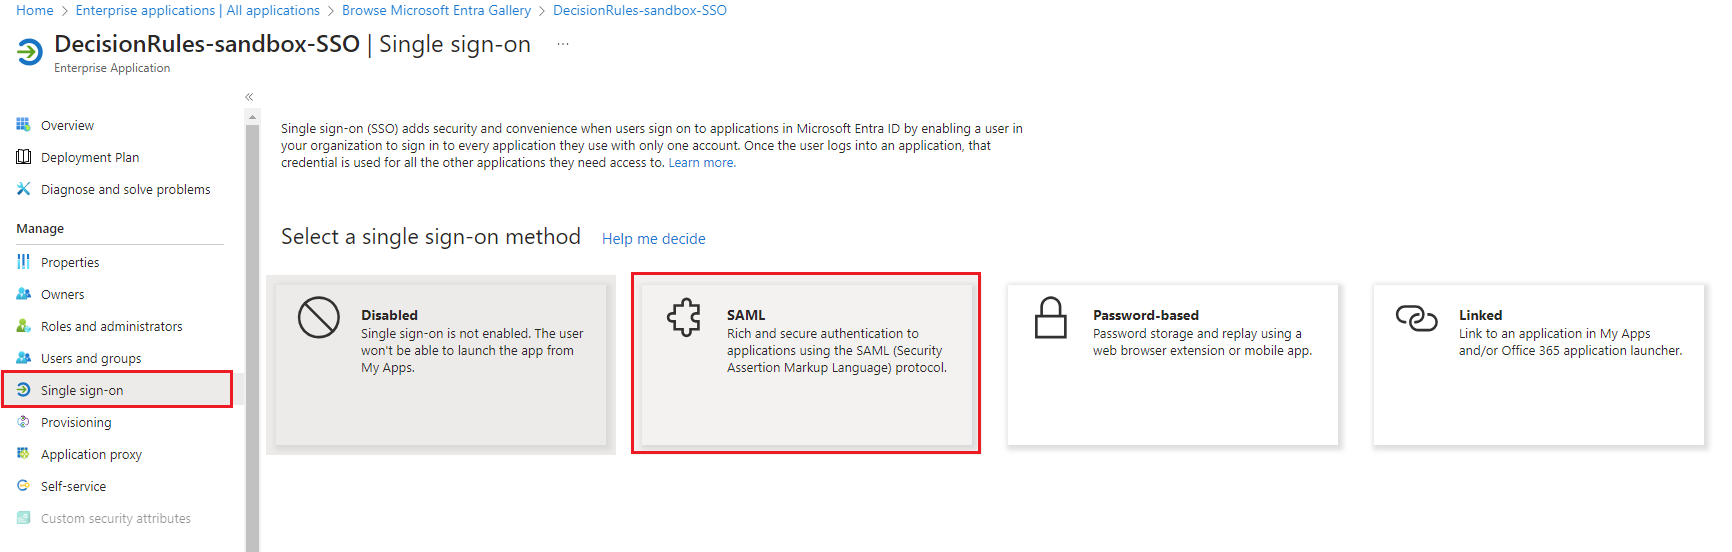 Home > Enterprise applications | All applications > Browse Microsoft Entra Gallery > DecisionRules-sandbox-SSO
DecisionRules-sandbox-SSO | Single sign-on ...
Enterprise Application
«
Overview
Deployment Plan
Diagnose and solve problems
Manage
Properties
Owners
Roles and administrators
Users and groups
Single sign-on
Provisioning
Application proxy
Self-service
Custom security attributes
Single sign-on (SSO) adds security and convenience when users sign on to applications in Microsoft Entra ID by enabling a user in
your organization to sign in to every application they use with only one account. Once the user logs into an application, that
credential is used for all the other applications they need access to. Learn more.
Select a single sign-on method Help me decide
Disabled
Single sign-on is not enabled. The user
won't be able to launch the app from
My Apps.
SAML
Rich and secure authentication to
applications using the SAML (Security
Assertion Markup Language) protocol.
Password-based
Password storage and replay using a
web browser extension or mobile app.
Linked
Link to an application in My Apps
and/or Office 365 application launcher.